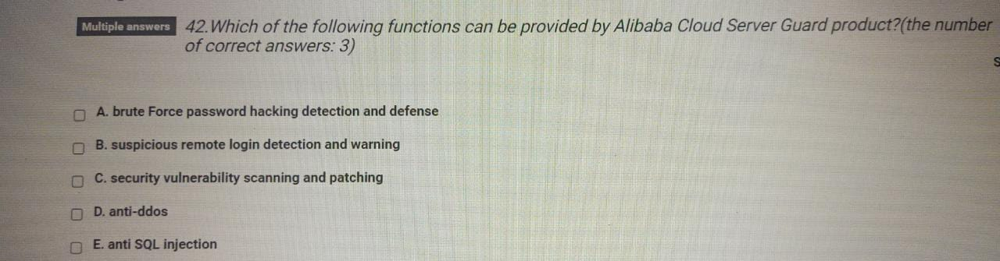 Multiple answers 42.Which of the following functions can be provided by Alibaba Cloud Server Guard product?(the number
of correct answers: 3)
A. brute Force password hacking detection and defense
B. suspicious remote login detection and warning
C. security vulnerability scanning and patching
D. anti-ddos
E. anti SQL injection